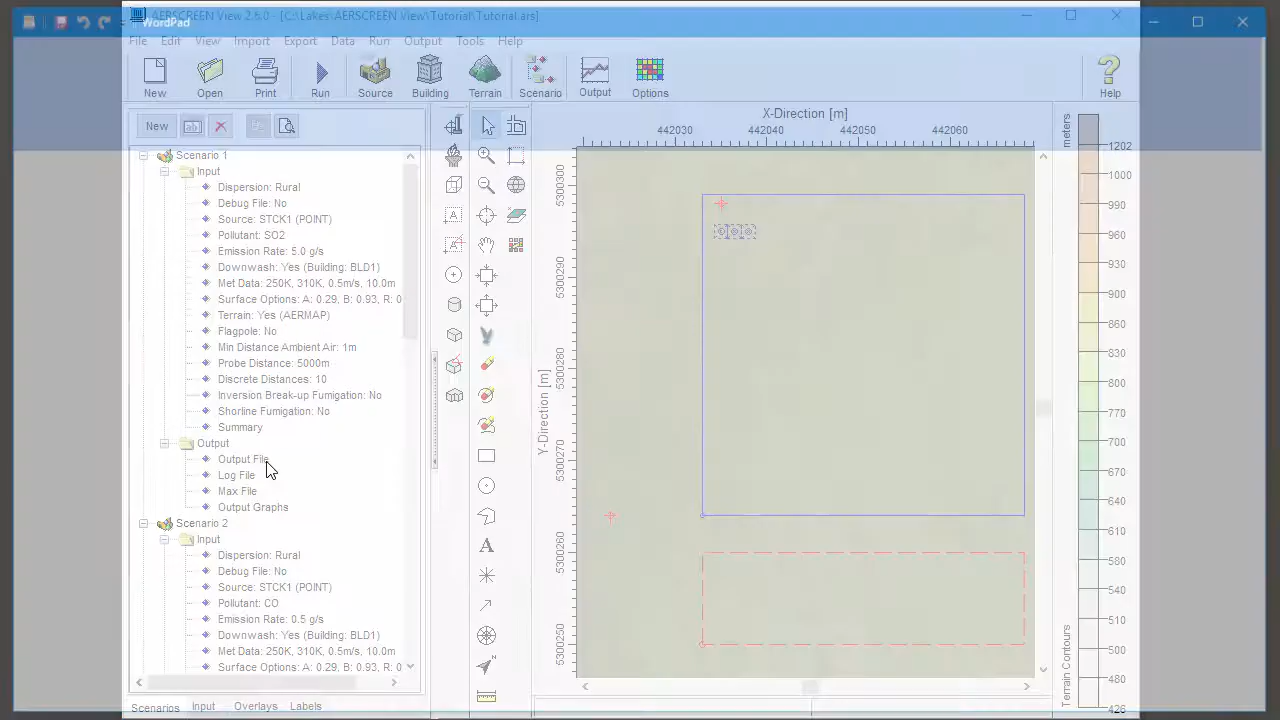 WordPad
AERSCREEN View 2.6.0 - [C:\Lakes\AERSCREEN View\Tutorial\Tutorial.ars]
File Edit View Import Export Data Run Output Tools Help
New Open Print Run Source Building Terrain Scenario Output Options Help
New
Scenario 1
Input
Dispersion: Rural
Debug File: No
Source: STCK1 (POINT)
Pollutant: SO2
Emission Rate: 5.0 g/s
Downwash: Yes (Building: BLD1)
Met Data: 250K, 310K, 0.5m/s, 10.0m
Surface Options: A: 0.29, B: 0.93, R: 0
Terrain: Yes (AERMAP)
Flagpole: No
Min Distance Ambient Air: 1m
Probe Distance: 5000m
Discrete Distances: 10
Inversion Break-up Fumigation: No
Shorline Fumigation: No
Summary
Output
Output File
Log File
Max File
Output Graphs
Scenario 2
Input
Dispersion: Rural
Debug File: No
Source: STCK1 (POINT)
Pollutant: CO
Emission Rate: 0.5 g/s
Downwash: Yes (Building: BLD1)
Met Data: 250K, 310K, 0.5m/s, 10.0m
Surface Options: A: 0.29, B: 0.93, R: 0
Scenarios Input Overlays Labels
X-Direction [m]
442030 442040 442050 442060
Y-Direction [m]
5300300
5300290
5300280
5300270
5300260
5300250
meters
1202
1000
990
960
930
900
860
830
800
770
700
670
640
610
580
540
510
500
480
426
Terrain Contours